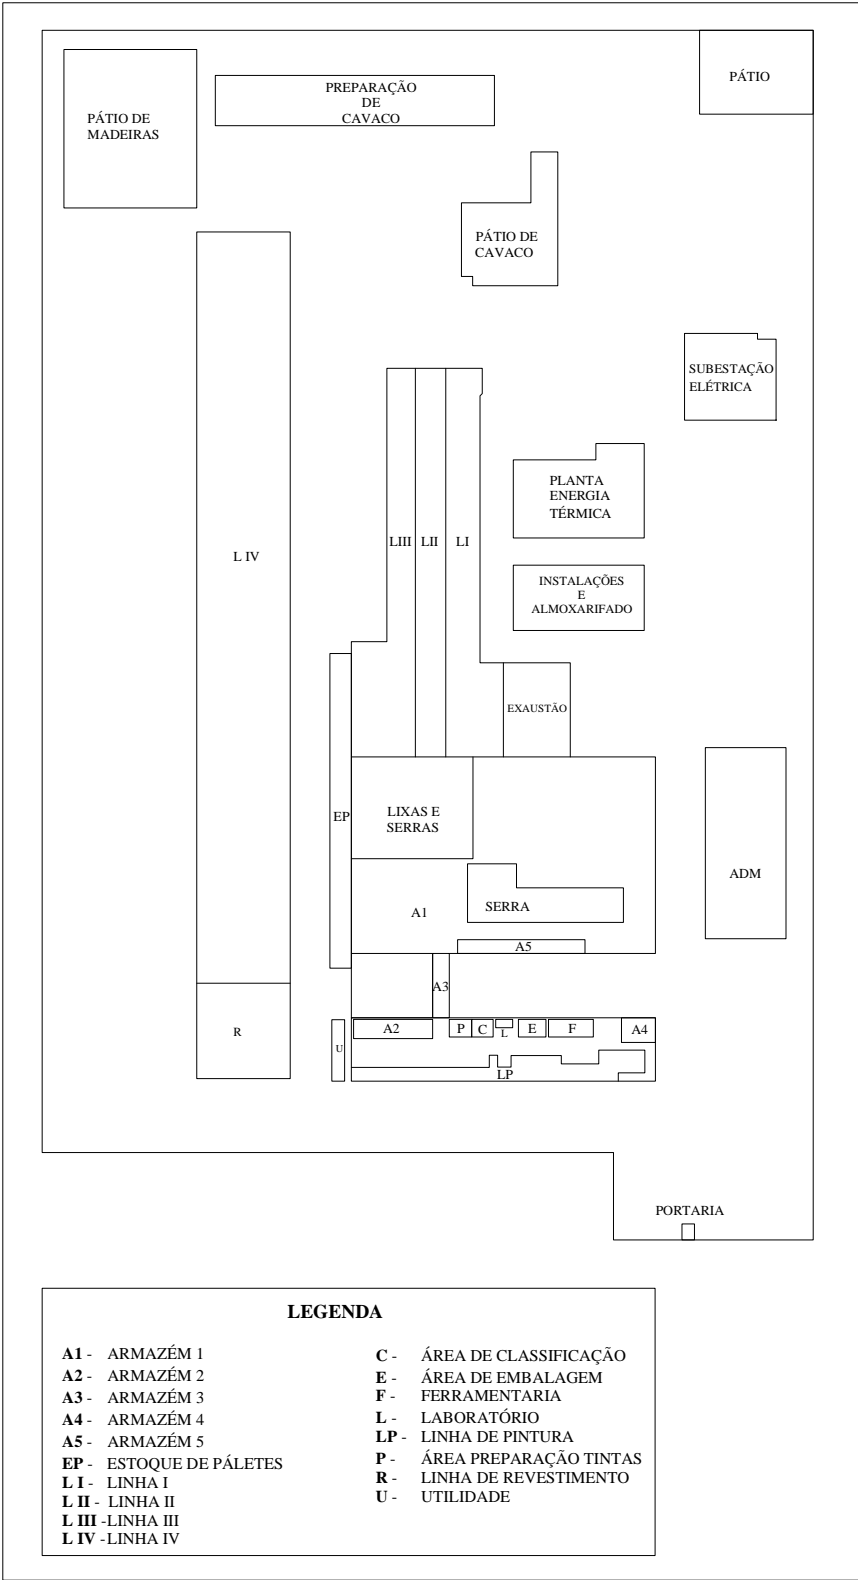 PÁTIO DE
MADEIRAS
PREPARAÇÃO
DE
CAVACO
PÁTIO
PÁTIO DE
CAVACO
SUBESTAÇÃO
ELÉTRICA
PLANTA
ENERGIA
TÉRMICA
L IV
LIII
LII
LI
INSTALAÇÕES
E
ALMOXARIFADO
EXAUSTÃO
EP
LIXAS E
SERRAS
ADM
A1
SERRA
A5
A3
R
U
A2
P
C
L
E
F
A4
LP
PORTARIA
LEGENDA
A1 - ARMAZÉM 1
A2 - ARMAZÉM 2
A3 - ARMAZÉM 3
A4 - ARMAZÉM 4
A5 - ARMAZÉM 5
EP - ESTOQUE DE PÁLETES
L I - LINHA I
L II - LINHA II
L III -LINHA III
L IV -LINHA IV
C - ÁREA DE CLASSIFICAÇÃO
E - ÁREA DE EMBALAGEM
F - FERRAMENTARIA
L - LABORATÓRIO
LP - LINHA DE PINTURA
P - ÁREA PREPARAÇÃO TINTAS
R - LINHA DE REVESTIMENTO
U - UTILIDADE